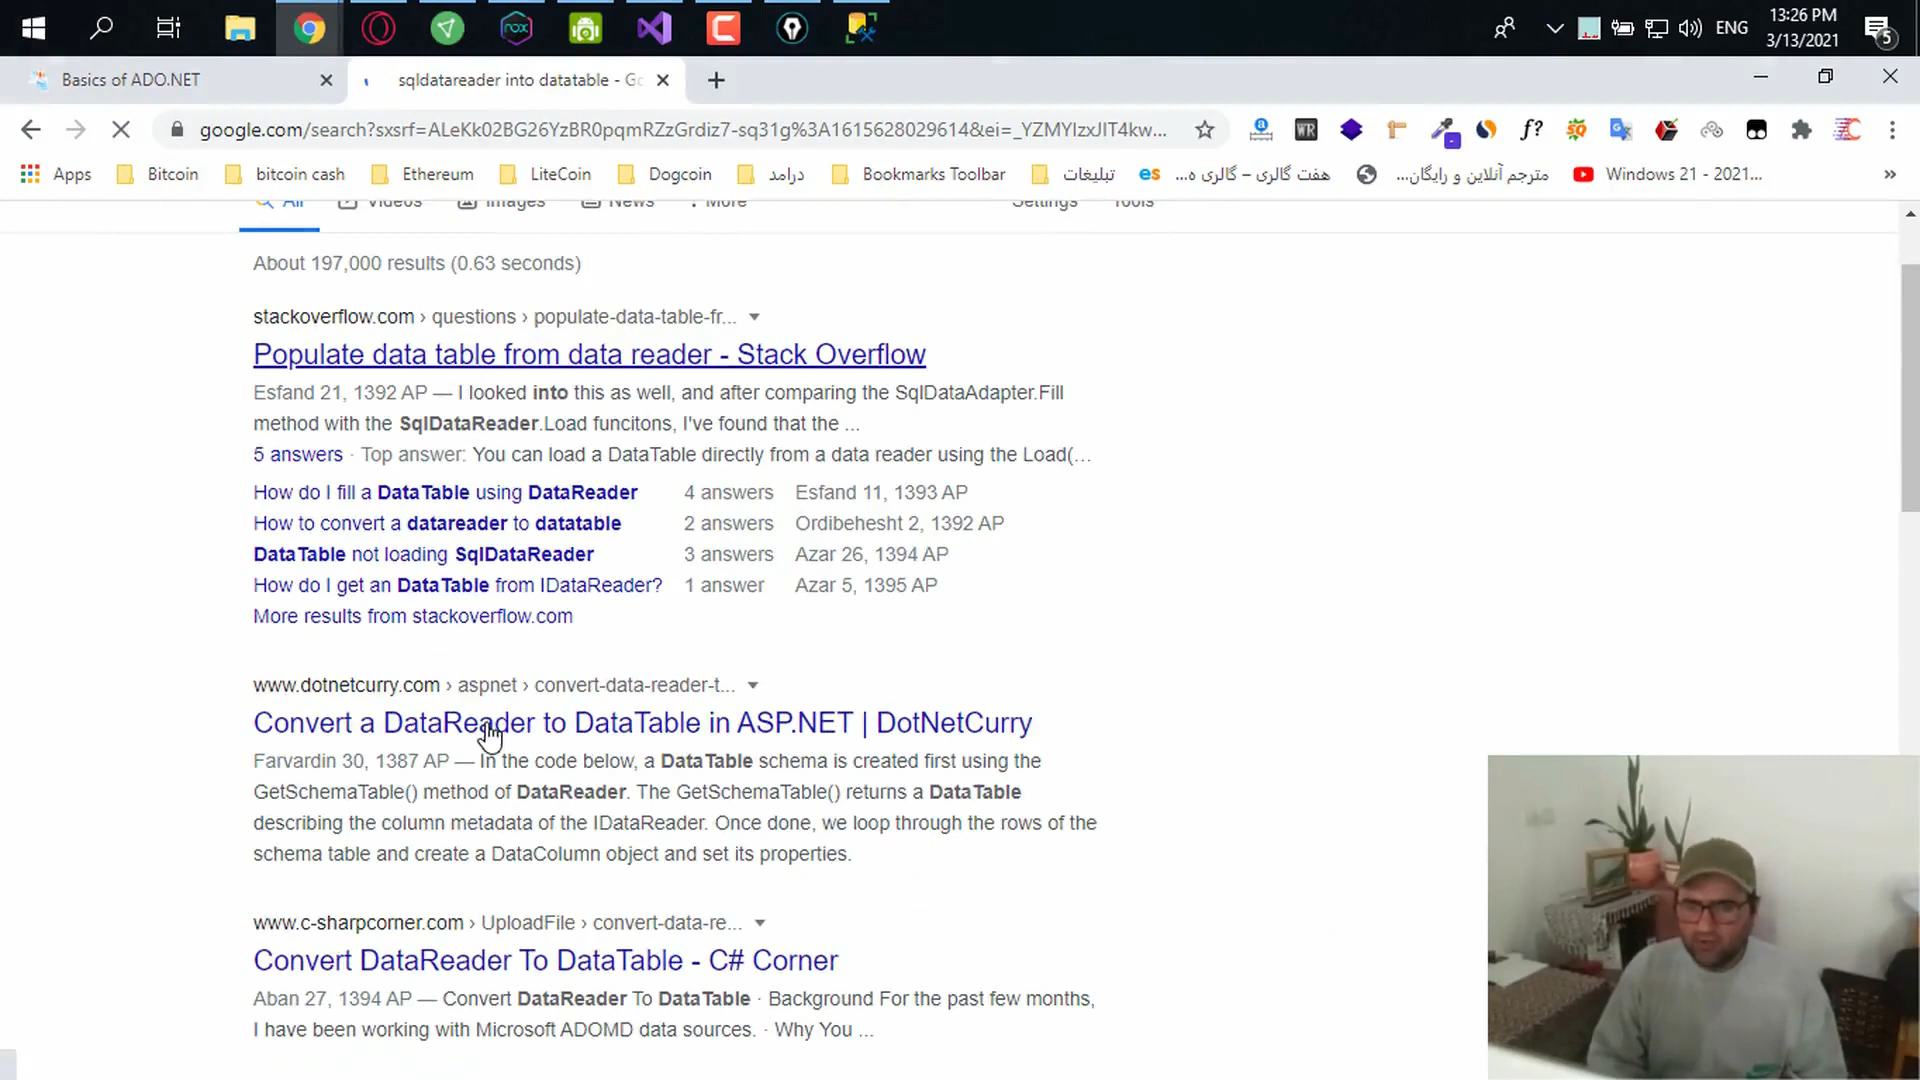 ENG
13:26 PM
3/13/2021
5
Basics of ADO.NET
sqldatareader into datatable - Go
google.com/search?sxsrf=ALeKk02BG26YzBR0pqmRZzGrdiz7-sq31g%3A1615628029614&ei=_YZMYIzxJIT4kw...
Apps
Bitcoin
bitcoin cash
Ethereum
LiteCoin
Dogcoin
درامد
Bookmarks Toolbar
تبلیغات
هفت گالری – گالری ه...
مترجم آنلاین و رایگان...
Windows 21 - 2021...
All
Videos
Images
News
More
Settings
Tools
About 197,000 results (0.63 seconds)
stackoverflow.com › questions › populate-data-table-fr...
Populate data table from data reader - Stack Overflow
Esfand 21, 1392 AP — I looked into this as well, and after comparing the SqlDataAdapter.Fill
method with the SqlDataReader.Load funcitons, I've found that the ...
5 answers · Top answer: You can load a DataTable directly from a data reader using the Load(...
How do I fill a DataTable using DataReader 4 answers Esfand 11, 1393 AP
How to convert a datareader to datatable 2 answers Ordibehesht 2, 1392 AP
DataTable not loading SqlDataReader 3 answers Azar 26, 1394 AP
How do I get an DataTable from IDataReader? 1 answer Azar 5, 1395 AP
More results from stackoverflow.com
www.dotnetcurry.com › aspnet › convert-data-reader-t...
Convert a DataReader to DataTable in ASP.NET | DotNetCurry
Farvardin 30, 1387 AP — In the code below, a DataTable schema is created first using the
GetSchemaTable() method of DataReader. The GetSchemaTable() returns a DataTable
describing the column metadata of the IDataReader. Once done, we loop through the rows of the
schema table and create a DataColumn object and set its properties.
www.c-sharpcorner.com › UploadFile › convert-data-re...
Convert DataReader To DataTable - C# Corner
Aban 27, 1394 AP — Convert DataReader To DataTable · Background For the past few months,
I have been working with Microsoft ADOMD data sources. · Why You ...